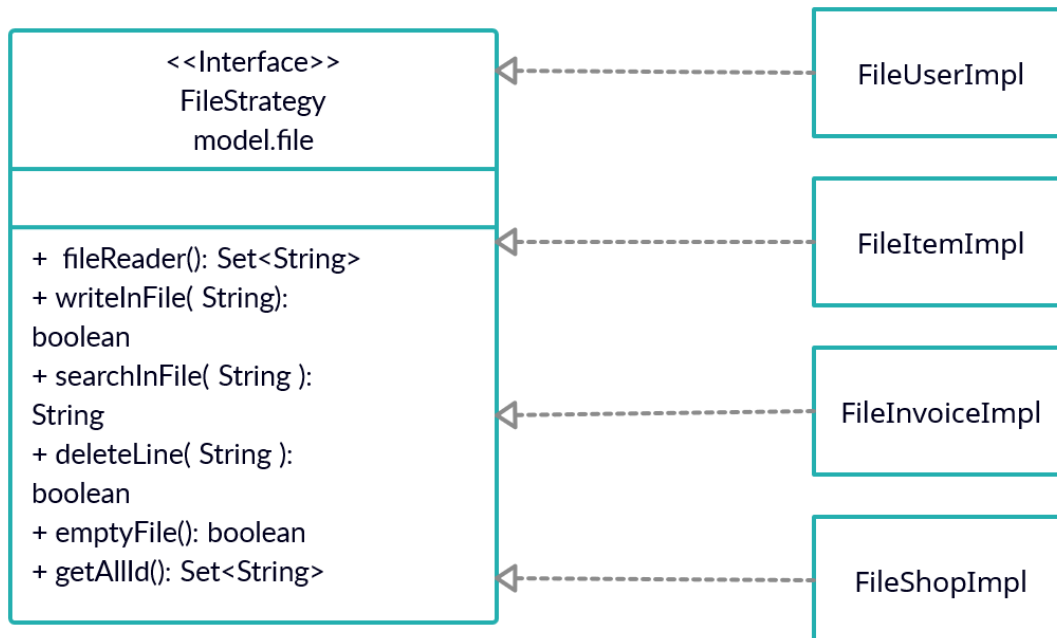 <<Interface>>
FileStrategy
model.file
+  fileReader(): Set<String>
+ writeInFile( String):
boolean
+ searchInFile( String ):
String
+ deleteLine( String ):
boolean
+ emptyFile(): boolean
+ getAllId(): Set<String>
FileUserImpl
FileItemImpl
FileInvoiceImpl
FileShopImpl